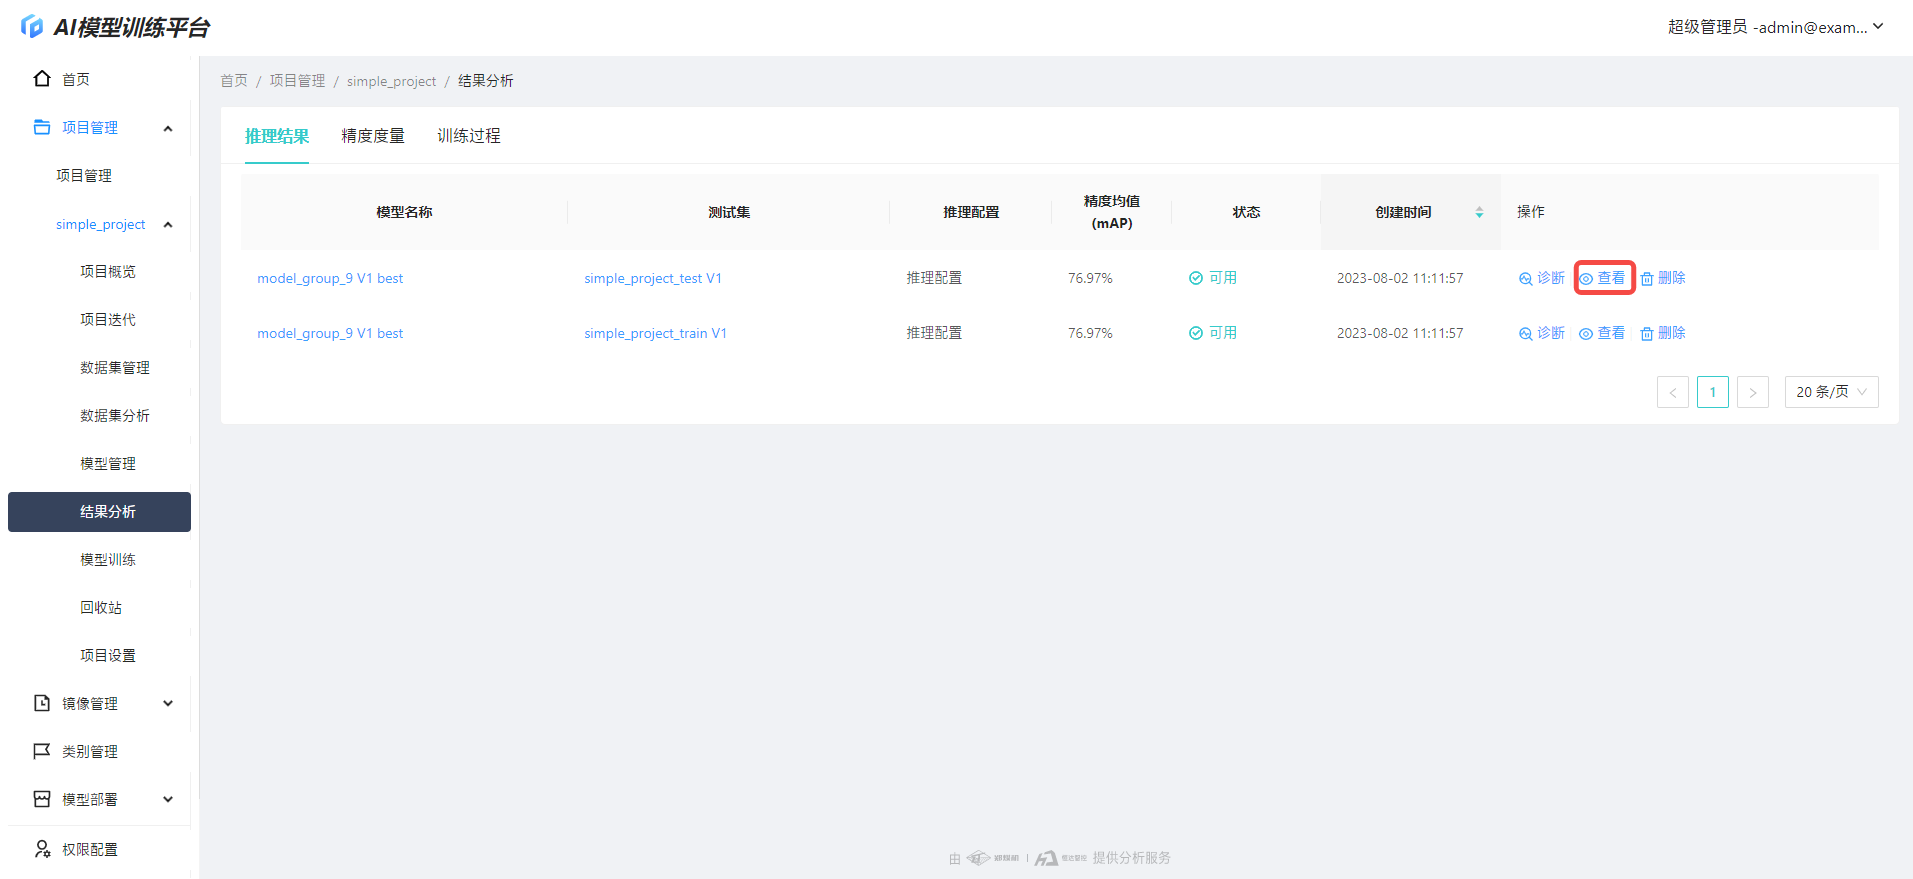 AI模型训练平台
超级管理员 -admin@exam...
首页
项目管理
项目管理
simple_project
项目概览
项目迭代
数据集管理
数据集分析
模型管理
结果分析
模型训练
回收站
项目设置
镜像管理
类别管理
模型部署
权限配置
首页 / 项目管理 / simple_project / 结果分析
推理结果 精度度量 训练过程
模型名称 测试集 推理配置 精度均值 (mAP) 状态 创建时间 操作
model_group_9 V1 best simple_project_test V1 推理配置 76.97% 可用 2023-08-02 11:11:57 诊断 查看 删除
model_group_9 V1 best simple_project_train V1 推理配置 76.97% 可用 2023-08-02 11:11:57 诊断 查看 删除
< 1 > 20 条/页
由 郑煤机 | 恒达智控 提供分析服务